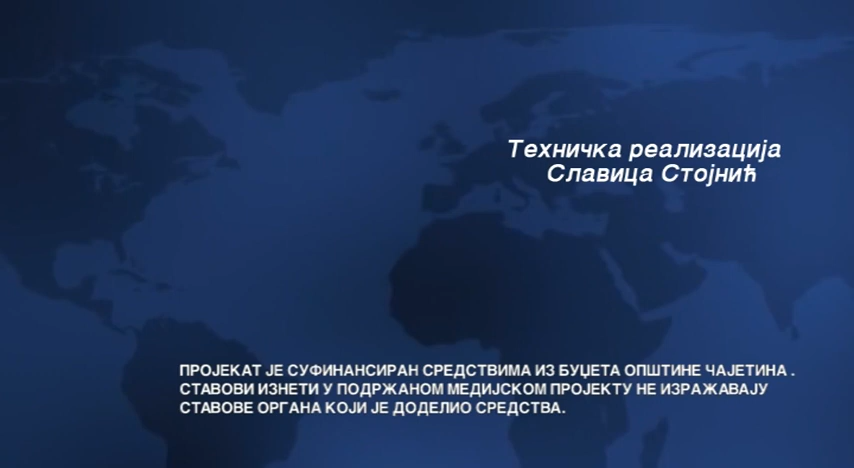 Техничка реализација
Славица Стојнић
ПРОЈЕКАТ ЈЕ СУФИНАНСИРАН СРЕДСТВИМА ИЗ БУЏЕТА ОПШТИНЕ ЧАЈЕТИНА .
СТАВОВИ ИЗНЕТИ У ПОДРЖАНОМ МЕДИЈСКОМ ПРОЈЕКТУ НЕ ИЗРАЖАВАЈУ
СТАВОВЕ ОРГАНА КОЈИ ЈЕ ДОДЕЛИО СРЕДСТВА.